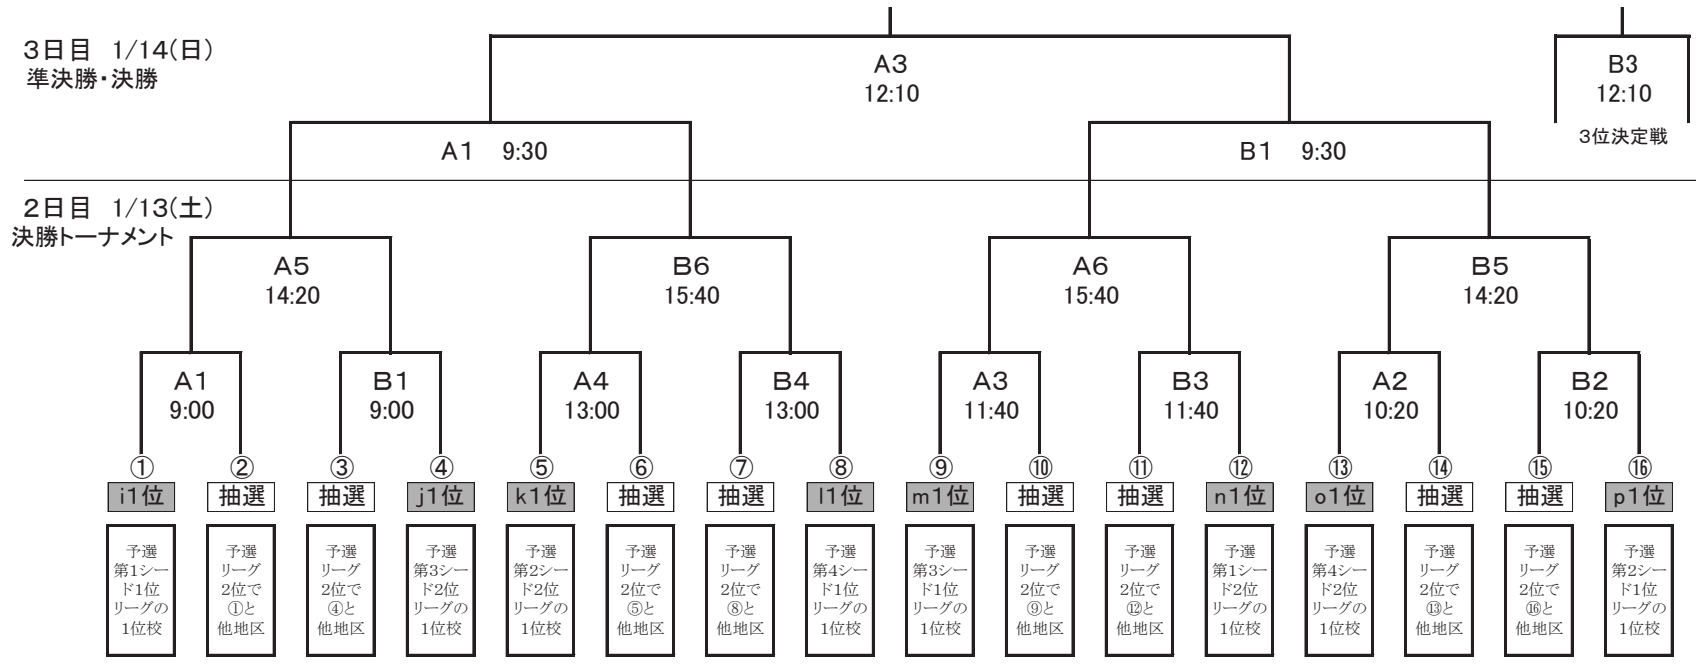 3日目 1/14(日)
準決勝・決勝
A3
12:10
B3
12:10
3位決定戦
A1 9:30
B1 9:30
2日目 1/13(土)
決勝トーナメント
A5
14:20
B6
15:40
A6
15:40
B5
14:20
A1
9:00
B1
9:00
A4
13:00
B4
13:00
A3
11:40
B3
11:40
A2
10:20
B2
10:20
① ② ③ ④ ⑤ ⑥ ⑦ ⑧ ⑨ ⑩ ⑪ ⑫ ⑬ ⑭ ⑮ ⑯
i1位 抽選 抽選 j1位 k1位 抽選 抽選 l1位 m1位 抽選 抽選 n1位 o1位 抽選 抽選 p1位
予選
第1シー
ド1位
リーグの
1位校
予選
リーグ
2位で
①と
他地区
予選
リーグ
2位で
④と
他地区
予選
第3シー
ド2位
リーグの
1位校
予選
第2シー
ド2位
リーグの
1位校
予選
リーグ
2位で
⑤と
他地区
予選
リーグ
2位で
⑧と
他地区
予選
第4シー
ド1位
リーグの
1位校
予選
第3シー
ド1位
リーグの
1位校
予選
リーグ
2位で
⑨と
他地区
予選
リーグ
2位で
⑫と
他地区
予選
第1シー
ド2位
リーグの
1位校
予選
第4シー
ド2位
リーグの
1位校
予選
リーグ
2位で
⑬と
他地区
予選
リーグ
2位で
⑯と
他地区
予選
第2シー
ド1位
リーグの
1位校